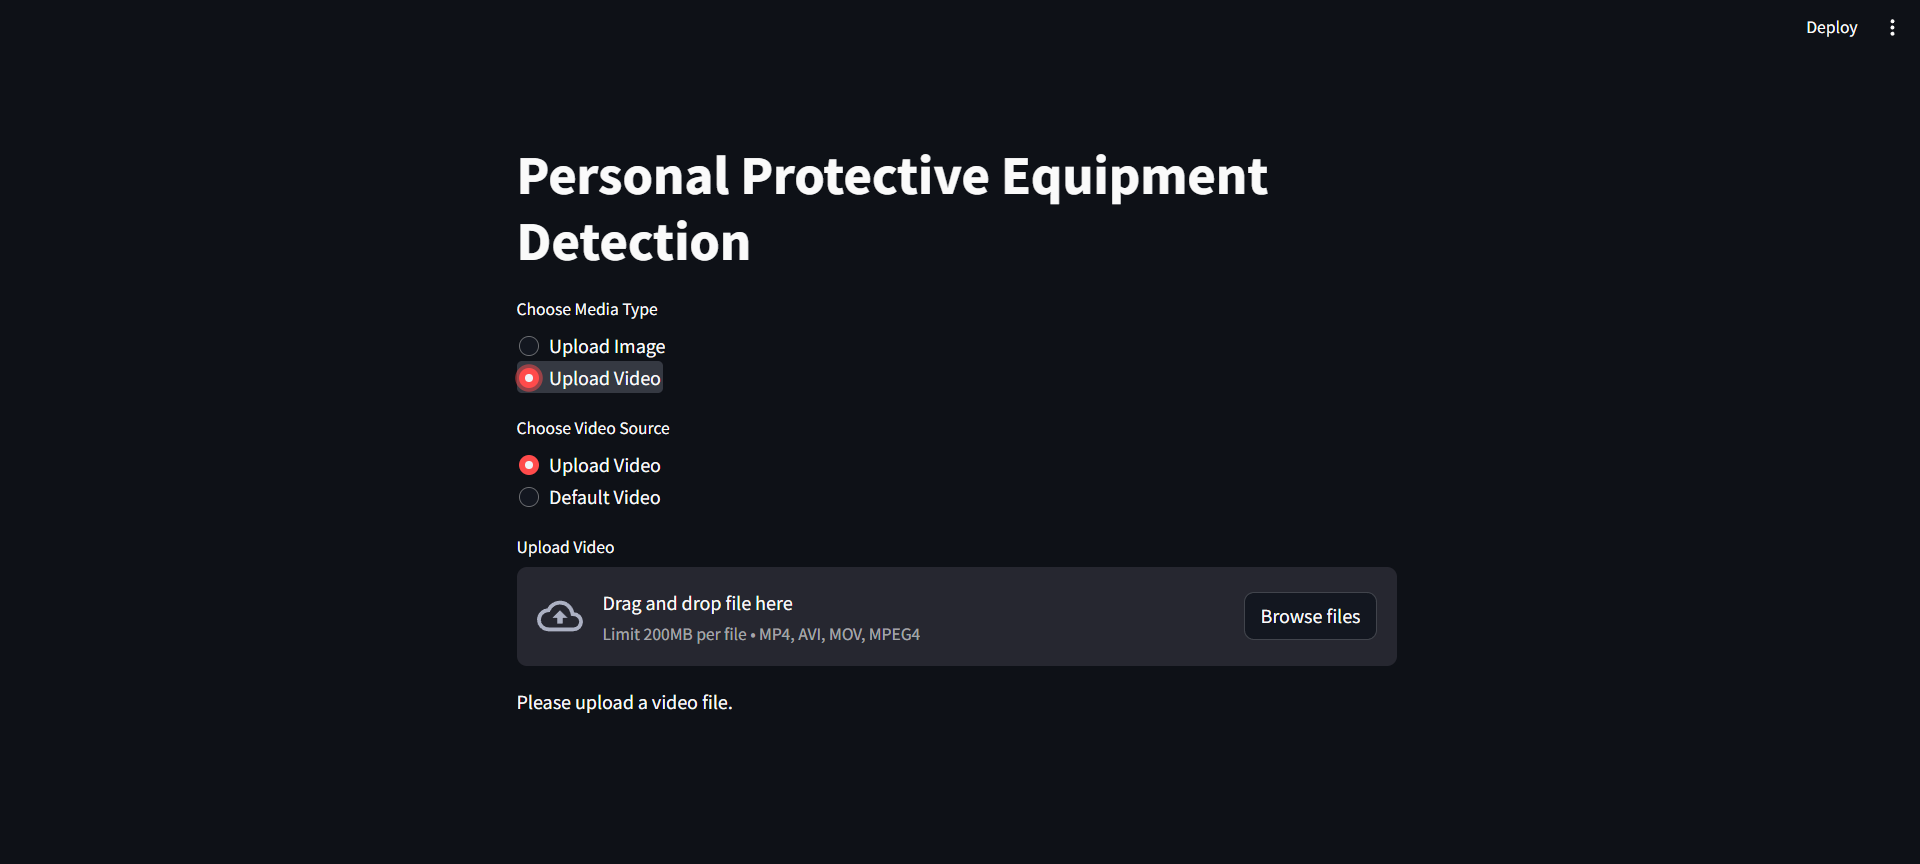 Deploy
Personal Protective Equipment
Detection
Choose Media Type
Upload Image
Upload Video
Choose Video Source
Upload Video
Default Video
Upload Video
Drag and drop file here
Limit 200MB per file • MP4, AVI, MOV, MPEG4
Browse files
Please upload a video file.